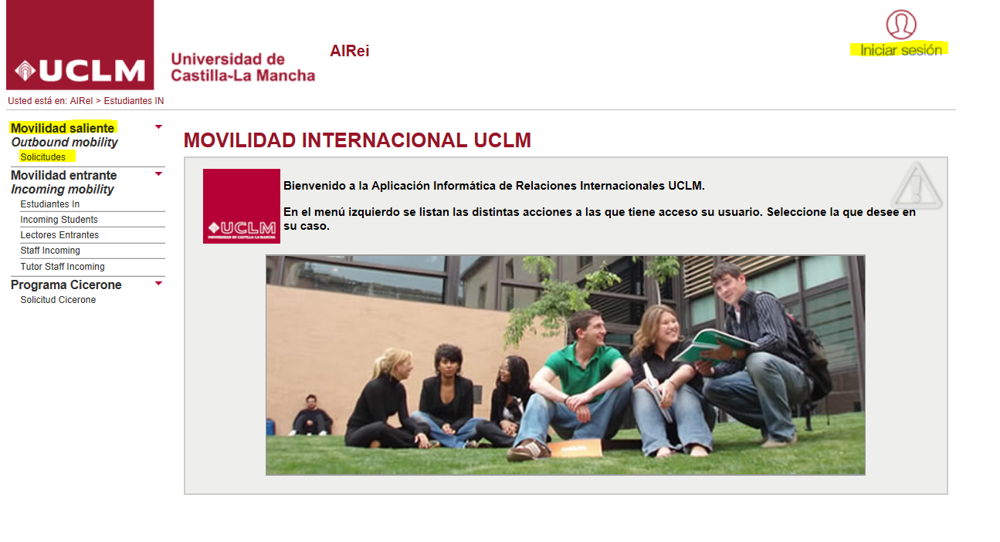 UCLM
Universidad de
Castilla~La Mancha
AIRei
Iniciar sesión
Usted está en: AIReI > Estudiantes IN
Movilidad saliente
Outbound mobility
Solicitudes
Movilidad entrante
Incoming mobility
Estudiantes In
Incoming Students
Lectores Entrantes
Staff Incoming
Tutor Staff Incoming
Programa Cicerone
Solicitud Cicerone
MOVILIDAD INTERNACIONAL UCLM
UCLM
UNIVERSIDAD DE CASTILLA-LA MANCHA
Bienvenido a la Aplicación Informática de Relaciones Internacionales UCLM.
En el menú izquierdo se listan las distintas acciones a las que tiene acceso su usuario. Seleccione la que desee en
su caso.